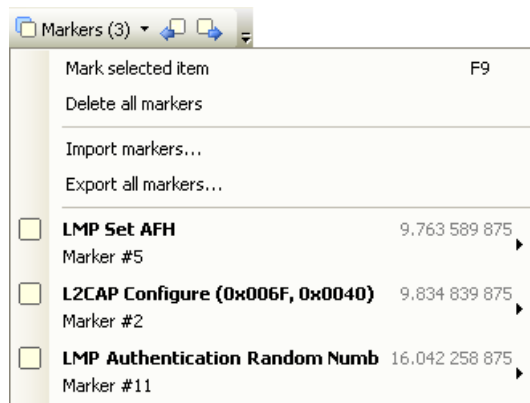 Markers (3)
Mark selected item F9
Delete all markers
Import markers...
Export all markers...
LMP Set AFH 9.763 589 875
Marker #5
L2CAP Configure (0x006F, 0x0040) 9.834 839 875
Marker #2
LMP Authentication Random Numb 16.042 258 875
Marker #11